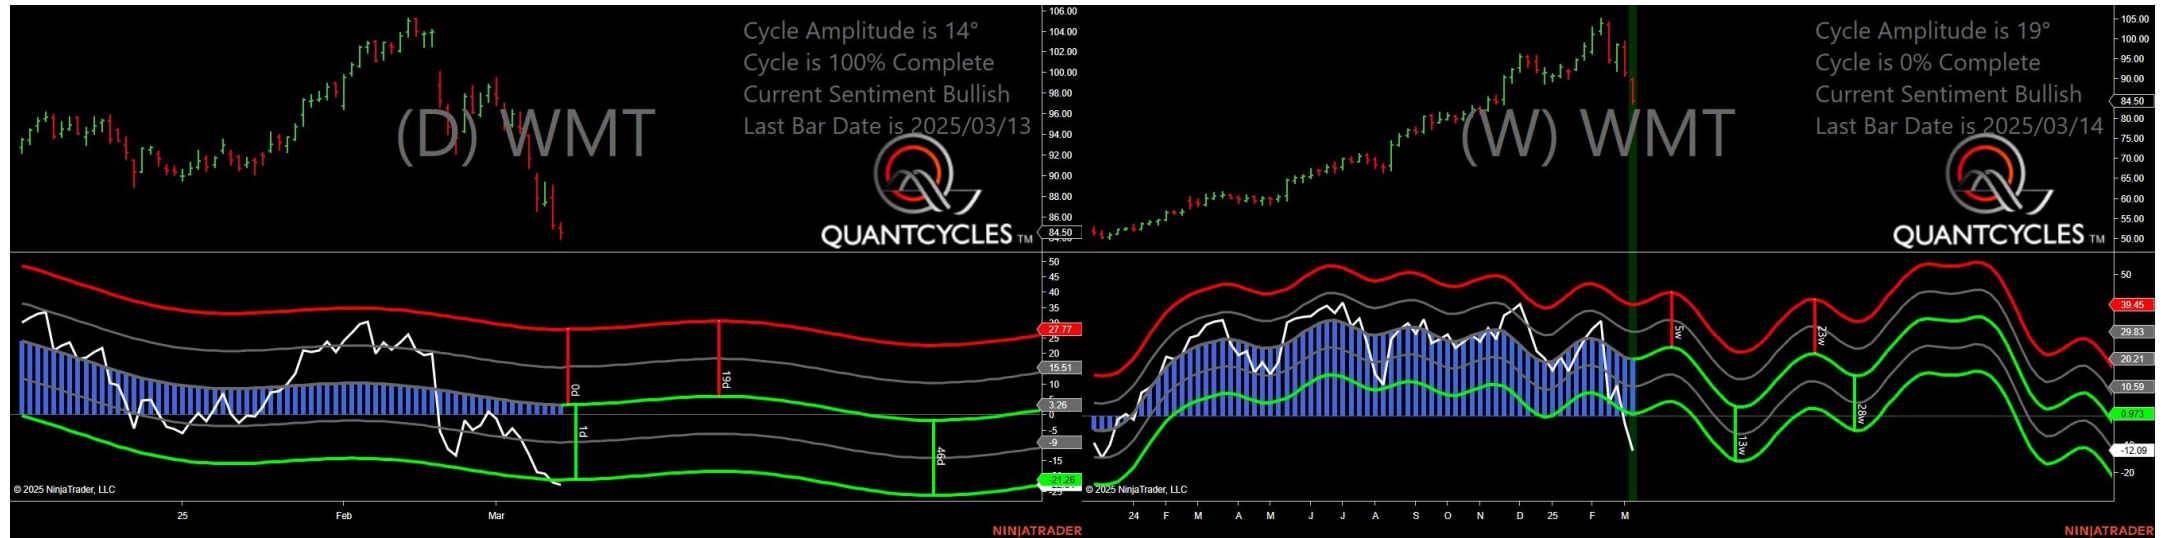 Cycle Amplitude is 14°
Cycle is 100% Complete
Current Sentiment Bullish
Last Bar Date is 2025/03/13
(D) WMT
QUANTCYCLES TM
106.00
104.00
102.00
100.00
98.00
96.00
94.00
92.00
90.00
88.00
86.00
84.50
50
45
40
35
27.77
25
20
15.51
10
3.26
0
-5
-9
-15
-21.26
-25
0d
1d
19d
46d
© 2025 NinjaTrader, LLC
25 Feb Mar
NINJATRADER
Cycle Amplitude is 19°
Cycle is 0% Complete
Current Sentiment Bullish
Last Bar Date is 2025/03/14
(W) WMT
QUANTCYCLES TM
105.00
100.00
95.00
90.00
84.50
80.00
75.00
70.00
65.00
60.00
55.00
50.00
50
39.45
29.83
20.21
10.59
0.973
-12.09
-20
5w
13w
23w
28w
© 2025 NinjaTrader, LLC
24 F M A M J J A S O N D 25 F M
NINJATRADER